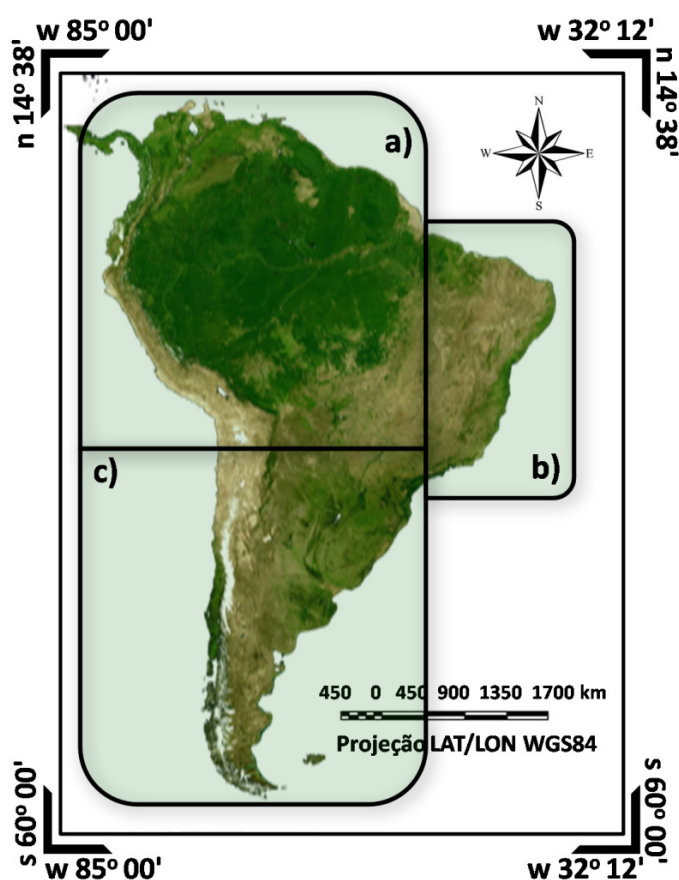 w 85º 00'
w 32º 12'
n 14º 38'
n 14º 38'
a)
N
W
E
S
c)
b)
450 0 450 900 1350 1700 km
Projeção LAT/LON WGS84
s 60º 00'
s 60º 00'
w 85º 00'
w 32º 12'